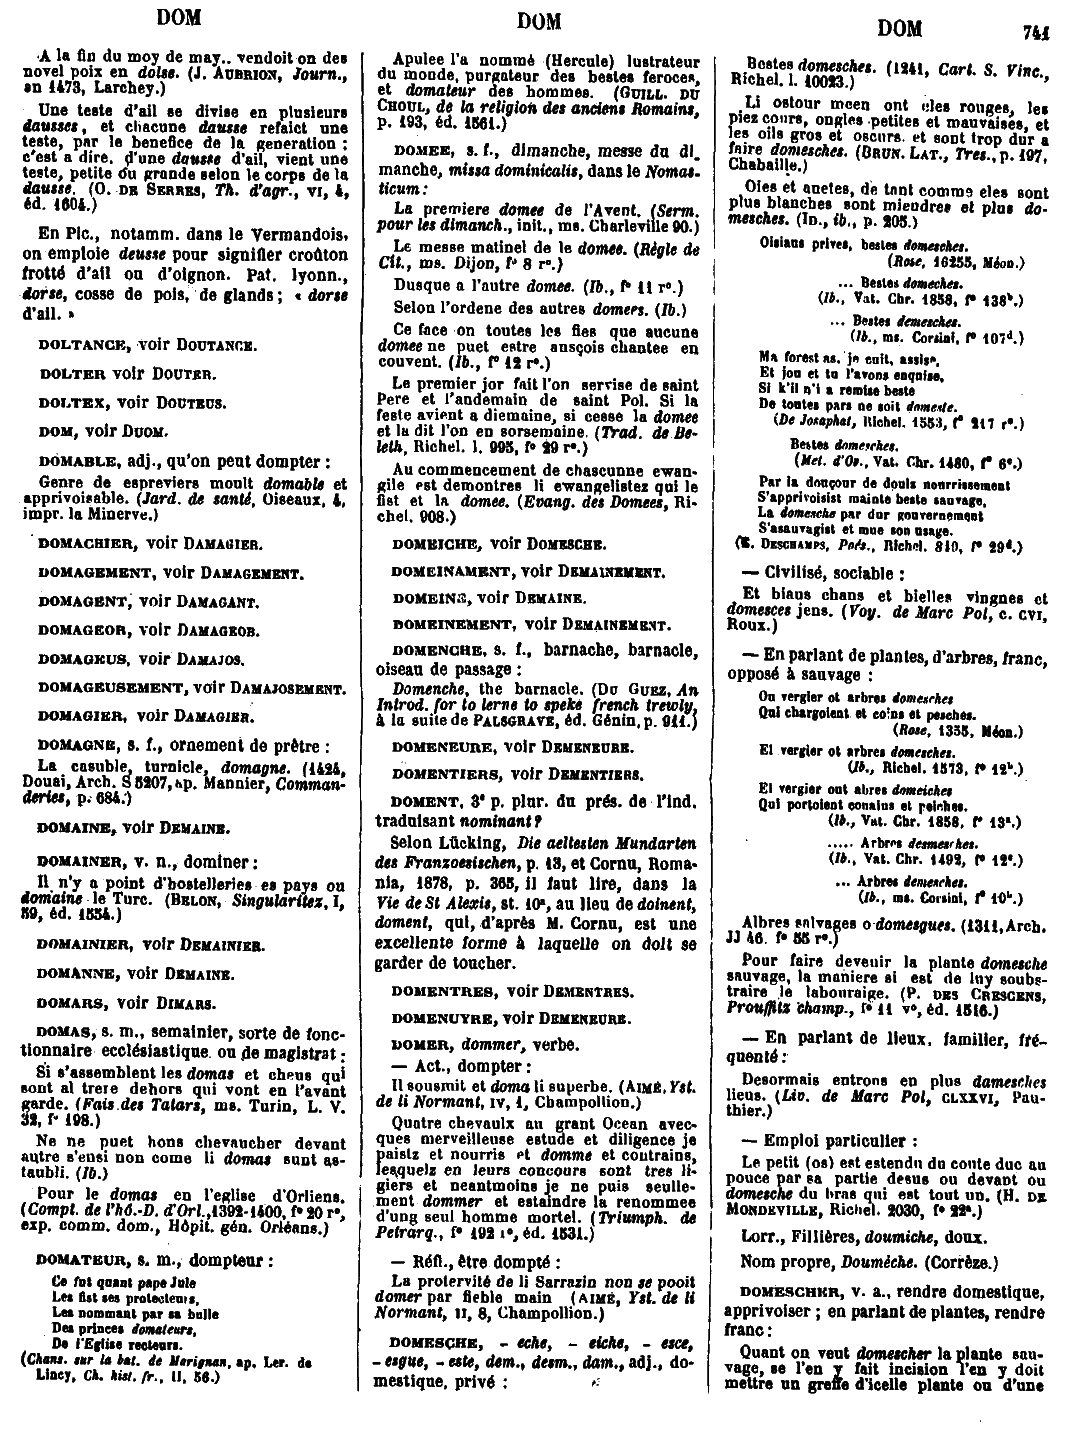 DOM
DOM
DOM 741
A la fin du moy de may.. vendoit on des
novel poix en dolse. (J. AUBRION, Journ.,
an 1473, Larchey.)
Une teste d'ail se divise en plusieurs
dausses, et chacune dausse refaict une
teste, par le benefice de la generation :
c'est a dire, d'une dausse d'ail, vient une
teste, petite ou grande selon le corps de la
dausse. (O. DE SERRES, Th. d'agr., VI, 4,
éd. 1604.)
En Pic., notamm. dans le Vermandois,
on emploie deusse pour signifier croûton
frotté d'ail ou d'oignon. Pat. lyonn.,
dorse, cosse de pois, de glands ; « dorse
d'ail. »
DOLTANCE, voir DOUTANCE.
DOLTER voir DOUTER.
DOLTEX, voir DOUTEUS.
DOM, voir DUOM.
DOMABLE, adj., qu'on peut dompter :
Genre de espreviers moult domable et
apprivoisable. (Jard. de santé, Oiseaux, 4,
impr. la Minerve.)
DOMACHIER, voir DAMAGIER.
DOMAGEMENT, voir DAMAGEMENT.
DOMAGENT, voir DAMAGANT.
DOMAGEOR, voir DAMAGEOR.
DOMAGEUS, voir DAMAJOS.
DOMAGEUSEMENT, voir DAMAJOSEMENT.
DOMAGIER, voir DAMAGIER.
DOMAGNE, s. f., ornement de prêtre :
La casuble, turnicle, domagne. (1424,
Douai, Arch. S 5207, ap. Mannier, Comman-
deries, p. 684.)
DOMAINE, voir DEMAINE.
DOMAINER, v. n., dominer :
Il n'y a point d'hostelleries es pays ou
domaine le Turc. (BELON, Singularitez, I,
59, éd. 1554.)
DOMAINIER, voir DEMAINIER.
DOMANNE, voir DEMAINE.
DOMARS, voir DIMARS.
DOMAS, s. m., semainier, sorte de fonc-
tionnaire ecclésiastique ou de magistrat :
Si s'assemblent les domas et cheus qui
sont al trere dehors qui vont en l'avant
garde. (Fais des Tatars, ms. Turin, L. V.
32, f° 198.)
Ne ne puet hons chevaucher devant
autre s'ensi non come li domas sunt as-
taubli. (Ib.)
Pour le domas en l'eglise d'Orliens.
(Compt. de l'hô.-D. d'Orl., 1392-1400, f° 20 r°,
exp. comm. dom., Hôpit. gén. Orléans.)
DOMATEUR, s. m., dompteur :
Ce fut quant pape Jule
Les fist ses protecteurs,
Les nommant par sa bulle
Des princes domateurs,
De l'Eglise recteurs.
(Chans. sur la bat. de Marignan, ap. Ler. de
Lincy, Ch. hist. fr., II, 56.)
Apulee l'a nommé (Hercule) lustrateur
du monde, purgateur des bestes feroces,
et domateur des hommes. (GUILL. DU
CHOUL, de la religion des anciens Romains,
p. 193, éd. 1561.)
DOMEE, s. f., dimanche, messe du di_
manche, missa dominicalis, dans le Nomas-
ticum :
La premiere domee de l'Avent. (Serm.
pour les dimanch., init., ms. Charleville 90.)
Le messe matinel de le domee. (Règle de
Cit., ms. Dijon, f° 8 r°.)
Dusque a l'autre domee. (Ib., f° 11 r°.)
Selon l'ordene des autres domees. (Ib.)
Ce face on toutes les fies que aucune
domee ne puet estre ansçois chantee en
couvent. (Ib., f° 12 r°.)
Le premier jor fait l'on servise de saint
Pere et l'andemain de saint Pol. Si la
feste avient a diemaine, si cesse la domee
et la dit l'on en sorsemaine. (Trad. de Be-
leth, Richel. l. 995, f° 29 r°.)
Au commencement de chascunne ewan-
gile est demontres li ewangelistez qui le
fist et la domee. (Evang. des Domees, Ri-
chel. 908.)
DOMEICHE, voir DOMESCHE.
DOMEINAMENT, voir DEMAINEMENT.
DOMEINE, voir DEMAINE.
DOMEINEMENT, voir DEMAINEMENT.
DOMENCHE, s. f., barnache, barnacle,
oiseau de passage :
Domenche, the barnacle. (DU GUEZ, An
Introd. for to lerne to speke french trewly,
à la suite de PALSGRAVE, éd. Génin, p. 911.)
DOMENEURE, voir DEMENEURE.
DOMENTIERS, voir DEMENTIERS.
DOMENT, 3° p. plur. du prés. de l'ind.
traduisant nominant?
Selon Lücking, Die aeltesten Mundarten
des Franzoesischen, p. 13, et Cornu, Roma-
nia, 1878, p. 365, il faut lire, dans la
Vie de St Alexis, st. 10ᵃ, au lieu de doinent,
doment, qui, d'après M. Cornu, est une
excellente forme à laquelle on doit se
garder de toucher.
DOMENTRES, voir DEMENTRES.
DOMENUYRE, voir DEMENEURE.
DOMER, dommer, verbe.
— Act., dompter :
Il sousmit et doma li superbe. (AIMÉ, Yst.
de li Normant, IV, 1, Champollion.)
Quatre chevaulx au grant Ocean avec-
ques merveilleuse estude et diligence je
paistz et nourris et domme et coutrains,
lesquelz en leurs concours sont tres li-
giers et neantmoins je ne puis seulle-
ment dommer et estaindre la renommee
d'ung seul homme mortel. (Triumph. de
Petrarq., f° 192 r°, éd. 1531.)
— Réfl., être dompté :
La protervité de li Sarrazin non se pooit
domer par fieble main (AIMÉ, Yst. de li
Normant, II, 8, Champollion.)
DOMESCHE, - eche, - eiche, - esce,
- esgue, - este, dem., desm., dam., adj., do-
mestique, privé :
Bestes domesches. (1241, Cart. S. Vinc.,
Richel. l. 10023.)
Li ostour meen ont eles rouges, les
piez cours, ongles petites et mauvaises, et
les oils gros et oscurs. et sont trop dur a
faire domesches. (BRUN. LAT., Tres., p. 197,
Chabaille.)
Oies et anetes, de tant comme eles sont
plus blanches sont miendres et plus do-
mesches. (ID., ib., p. 205.)
Oisiaus prives, bestes domesches.
(Rose, 16255, Méon.)
... Bestes domeches.
(Ib., Vat. Chr. 1858, f° 138ᵇ.)
... Bestes demesches.
(Ib., ms. Corsini, f° 107ᵈ.)
Ma forest as. je cuit, assise,
Et jou et tu l'avons enquise,
Si k'il n'i a remise beste
De toutes pars ne soit domeste.
(De Josaphat, Richel. 1553, f° 217 r°.)
Bestes domesches.
(Met. d'Ov., Vat. Chr. 1480, f° 6ᶜ.)
Par la douçour de douls nourrissement
S'apprivoisist mainte beste sauvage,
La domesche par dur gouvernement
S'asauvagist et mue son usage.
(E. DESCHAMPS, Poés., Richel. 840, f° 29ᵈ.)
— Civilisé, sociable :
Et biaus chans et bielles vingnes et
domesces jens. (Voy. de Marc Pol, c. CVI,
Roux.)
— En parlant de plantes, d'arbres, franc,
opposé à sauvage :
Ou vergier ot arbres domesches
Qui chargoient et coins et pesches.
(Rose, 1355, Méon.)
El vergier ot arbres domesches.
(Ib., Richel. 1573, f° 12ᵇ.)
El vergier out abres domeiches
Qui portoient conains et peiches.
(Ib., Vat. Chr. 1858, f° 13ᵃ.)
..... Arbres desmesches.
(Ib., Vat. Chr. 1492, f° 12ᶜ.)
... Arbres demesches.
(Ib., ms. Corsini, f° 10ᵇ.)
Albres salvages o domesgues. (1311, Arch.
JJ 46. f° 55 r°.)
Pour faire devenir la plante domesche
sauvage, la maniere si est de luy soubs-
traire le labouraige. (P. DES CRESCENS,
Prouffitz champ., f° 11 v°, éd. 1516.)
— En parlant de lieux, familier, fré-
quenté :
Desormais entrons en plus damesches
lieus. (Liv. de Marc Pol, CLXXVI, Pau-
thier.)
— Emploi particulier :
Le petit (os) est estendu du coute duc au
pouce par sa partie desus ou devant ou
domesche du bras qui est tout un. (H. DE
MONDEVILLE, Richel. 2030, f° 22ᵃ.)
Lorr., Fillières, doumiche, doux.
Nom propre, Douméche. (Corrèze.)
DOMESCHER, v. a., rendre domestique,
apprivoiser ; en parlant de plantes, rendre
franc :
Quant on veut domescher la plante sau-
vage, se l'en y fait incision l'en y doit
mettre un greffe d'icelle plante ou d'une